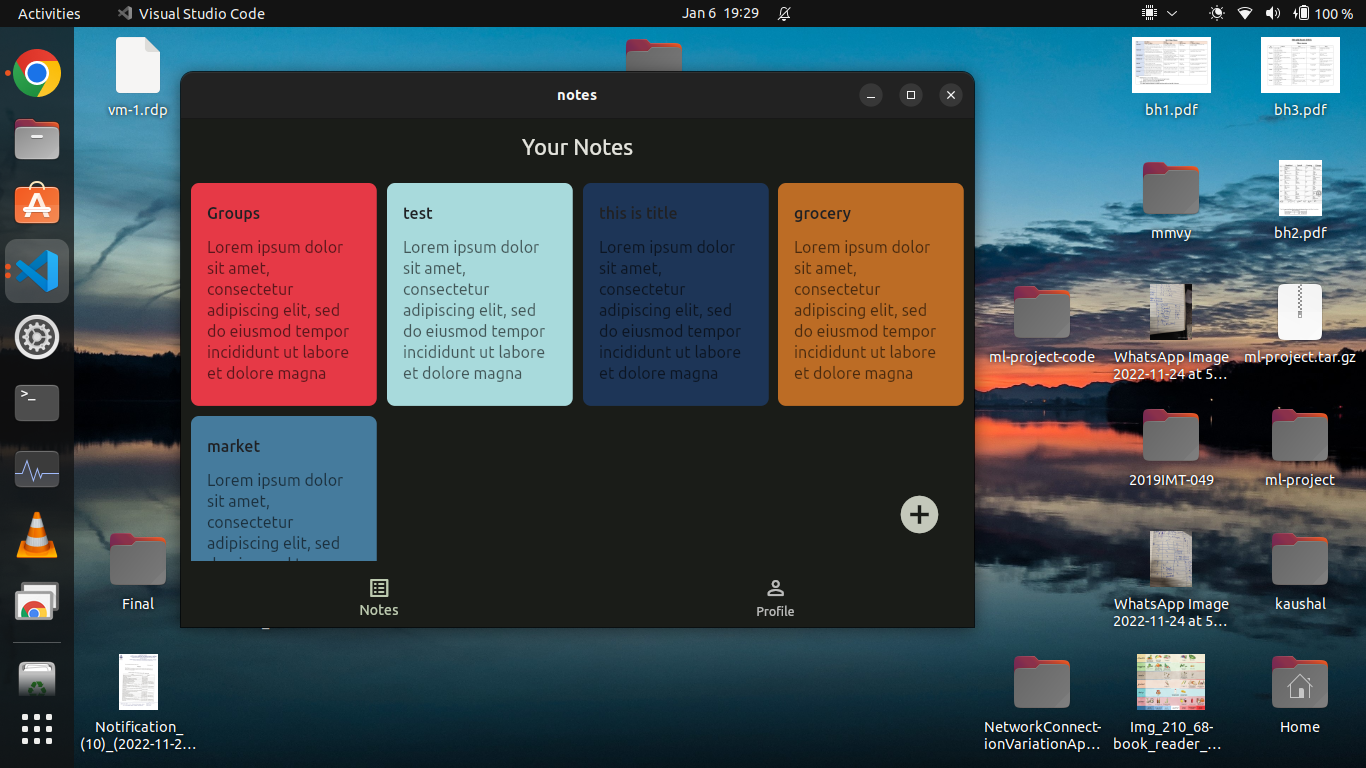 Activities
Visual Studio Code
Jan 6 19:29
100 %
vm-1.rdp
bh1.pdf
bh3.pdf
notes
Your Notes
Groups
Lorem ipsum dolor
sit amet,
consectetur
adipiscing elit, sed
do eiusmod tempor
incididunt ut labore
et dolore magna
test
Lorem ipsum dolor
sit amet,
consectetur
adipiscing elit, sed
do eiusmod tempor
incididunt ut labore
et dolore magna
this is title
Lorem ipsum dolor
sit amet,
consectetur
adipiscing elit, sed
do eiusmod tempor
incididunt ut labore
et dolore magna
grocery
Lorem ipsum dolor
sit amet,
consectetur
adipiscing elit, sed
do eiusmod tempor
incididunt ut labore
et dolore magna
market
Lorem ipsum dolor
sit amet,
consectetur
adipiscing elit, sed
Notes
Profile
mmvy
bh2.pdf
ml-project-code
WhatsApp Image
2022-11-24 at 5...
ml-project.tar.gz
2019IMT-049
ml-project
Final
WhatsApp Image
2022-11-24 at 5...
kaushal
Notification_
(10)_(2022-11-2...
NetworkConnect-
ionVariationAp...
Img_210_68-
book_reader_...
Home